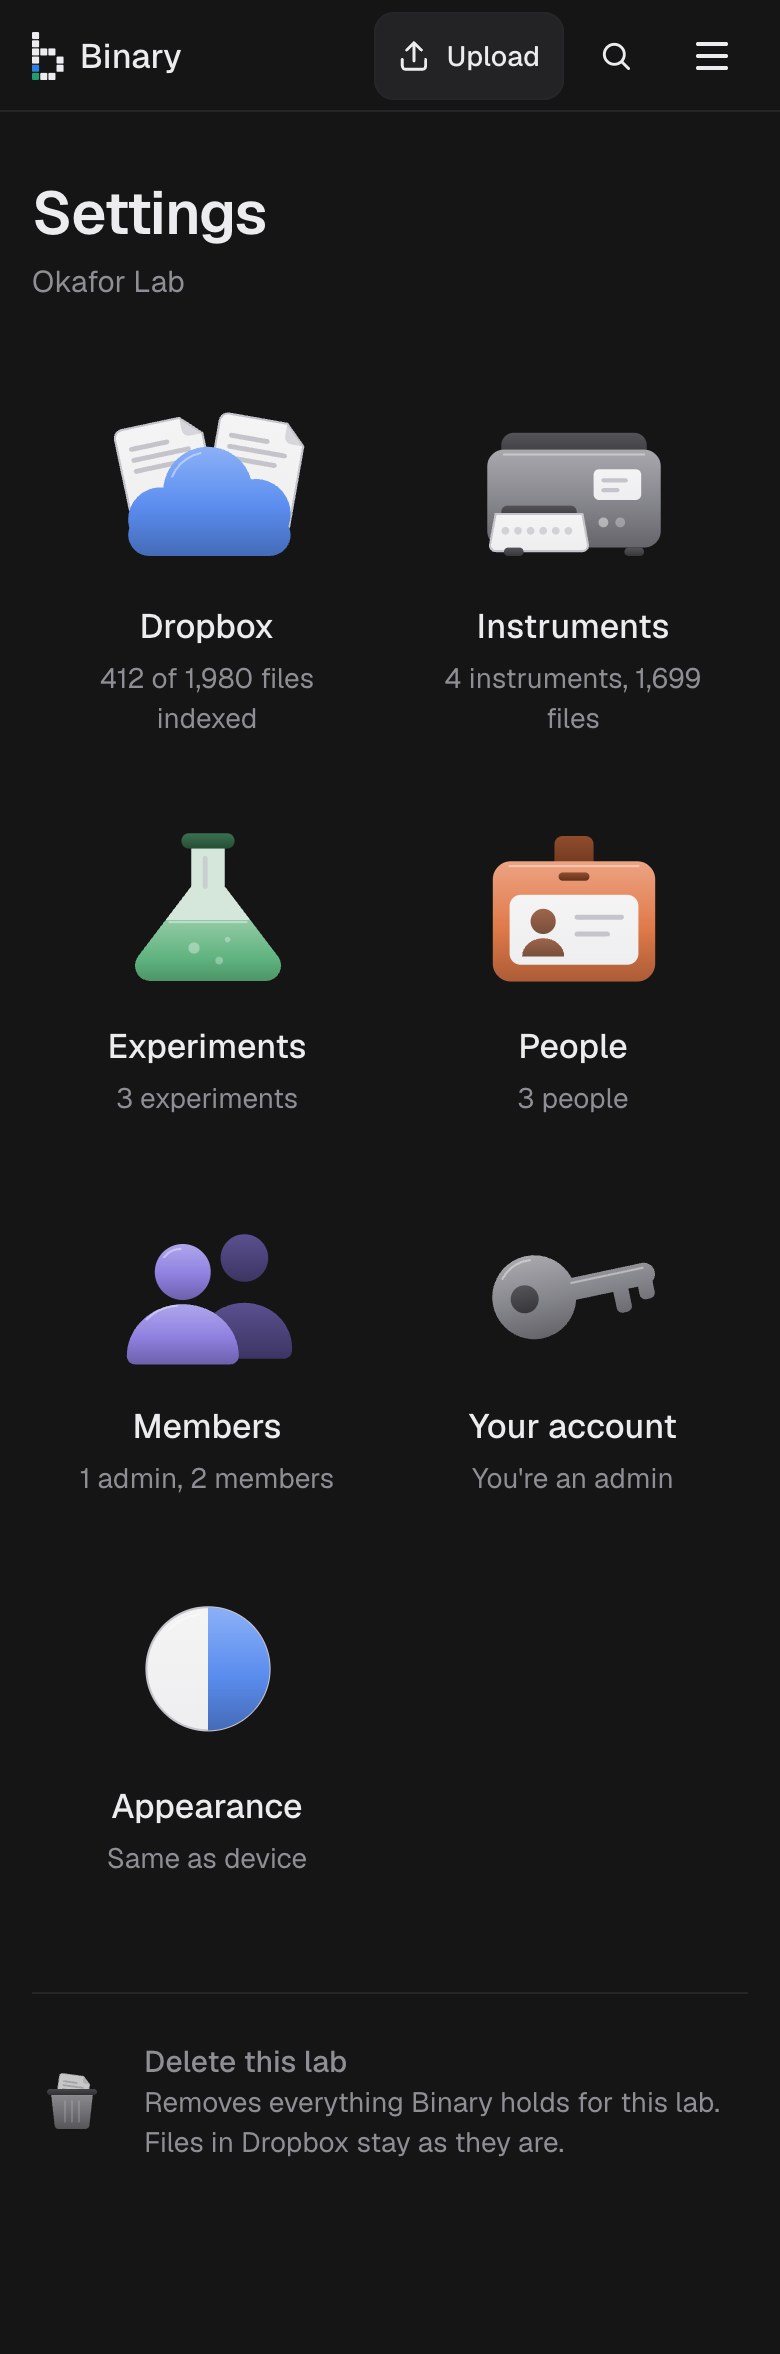 Binary
Upload
Settings
Okafor Lab
Dropbox
412 of 1,980 files
indexed
Instruments
4 instruments, 1,699
files
Experiments
3 experiments
People
3 people
Members
1 admin, 2 members
Your account
You're an admin
Appearance
Same as device
Delete this lab
Removes everything Binary holds for this lab.
Files in Dropbox stay as they are.